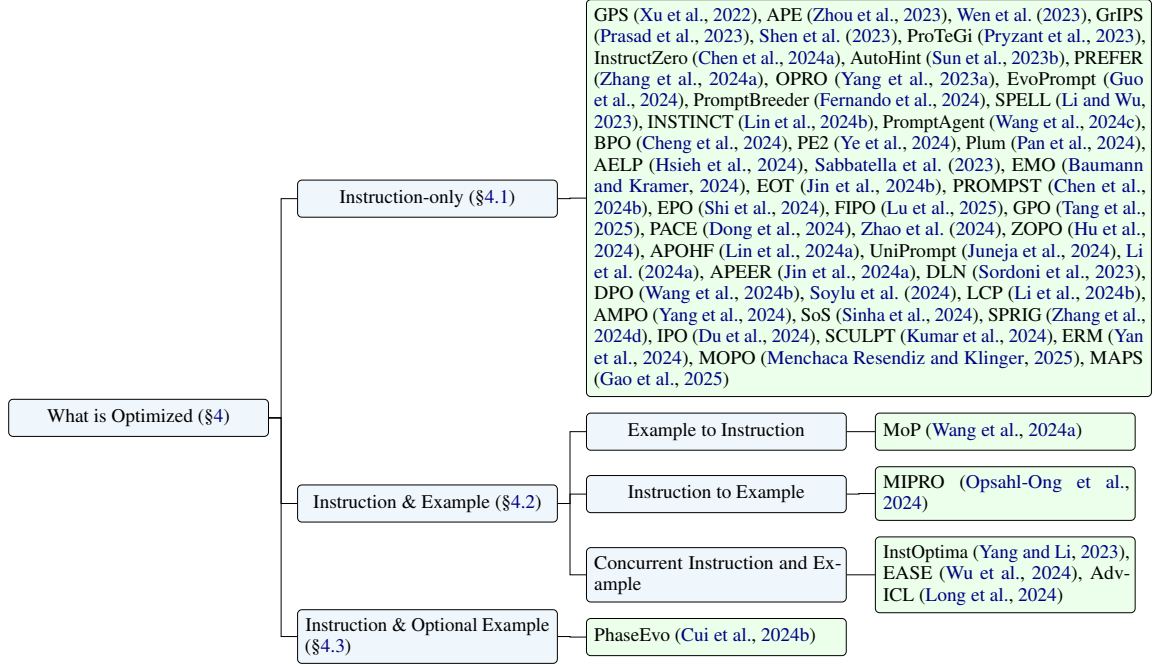 GPS (Xu et al., 2022), APE (Zhou et al., 2023), Wen et al. (2023), GrIPS
(Prasad et al., 2023), Shen et al. (2023), ProTeGi (Pryzant et al., 2023),
InstructZero (Chen et al., 2024a), AutoHint (Sun et al., 2023b), PREFER
(Zhang et al., 2024a), OPRO (Yang et al., 2023a), EvoPrompt (Guo
et al., 2024), PromptBreeder (Fernando et al., 2024), SPELL (Li and Wu,
2023), INSTINCT (Lin et al., 2024b), PromptAgent (Wang et al., 2024c),
BPO (Cheng et al., 2024), PE2 (Ye et al., 2024), Plum (Pan et al., 2024),
AELP (Hsieh et al., 2024), Sabbatella et al. (2023), EMO (Baumann
and Kramer, 2024), EOT (Jin et al., 2024b), PROMPST (Chen et al.,
2024b), EPO (Shi et al., 2024), FIPO (Lu et al., 2025), GPO (Tang et al.,
2025), PACE (Dong et al., 2024), Zhao et al. (2024), ZOPO (Hu et al.,
2024), APOHF (Lin et al., 2024a), UniPrompt (Juneja et al., 2024), Li
et al. (2024a), APEER (Jin et al., 2024a), DLN (Sordoni et al., 2023),
DPO (Wang et al., 2024b), Soylu et al. (2024), LCP (Li et al., 2024b),
AMPO (Yang et al., 2024), SoS (Sinha et al., 2024), SPRIG (Zhang et al.,
2024d), IPO (Du et al., 2024), SCULPT (Kumar et al., 2024), ERM (Yan
et al., 2024), MOPO (Menchaca Resendiz and Klinger, 2025), MAPS
(Gao et al., 2025)
Instruction-only (§4.1)
What is Optimized (§4)
Example to Instruction
MoP (Wang et al., 2024a)
Instruction & Example (§4.2)
Instruction to Example
MIPRO (Opsahl-Ong et al.,
2024)
Concurrent Instruction and Ex-
ample
InstOptima (Yang and Li, 2023),
EASE (Wu et al., 2024), Adv-
ICL (Long et al., 2024)
Instruction & Optional Example
(§4.3)
PhaseEvo (Cui et al., 2024b)